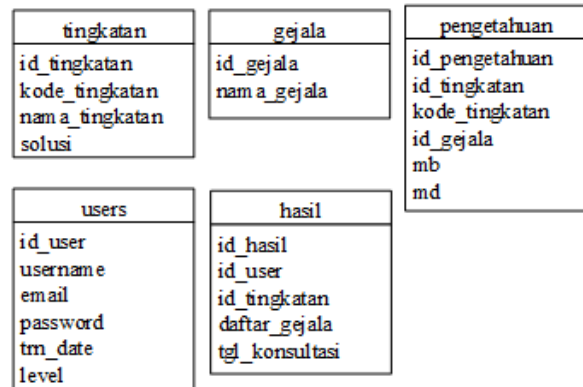 tingkatan
id_tingkatan
kode_tingkatan
nama_tingkatan
solusi
gejala
id_gejala
nama_gejala
pengetahuan
id_pengetahuan
id_tingkatan
kode_tingkatan
id_gejala
mb
md
users
id_user
username
email
password
trn_date
level
hasil
id_hasil
id_user
id_tingkatan
daftar_gejala
tgl_konsultasi